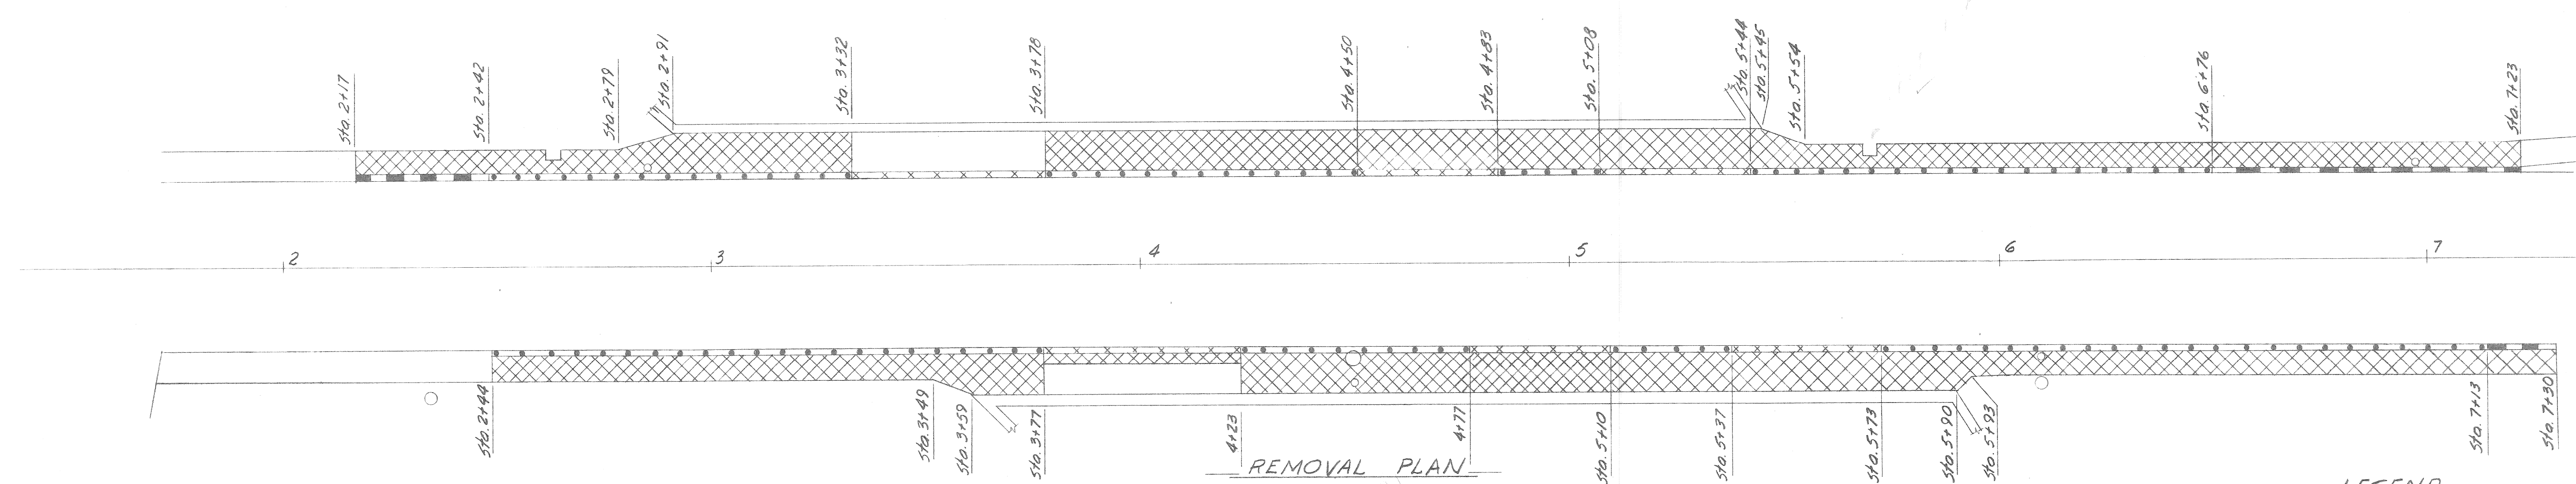 Sta. 2+17
Sta. 2+42
Sta. 2+79
Sta. 2+91
Sta. 3+32
Sta. 3+78
Sta. 4+50
Sta. 4+83
Sta. 5+08
Sta. 5+44
Sta. 5+45
Sta. 5+54
Sta. 6+76
Sta. 7+23
2
3
4
5
6
7
Sta. 2+44
Sta. 3+49
Sta. 3+59
Sta. 3+77
4+23
4+77
Sta. 5+10
Sta. 5+37
Sta. 5+73
Sta. 5+90
Sta. 5+93
Sta. 7+13
Sta. 7+30
REMOVAL PLAN
LEGEND